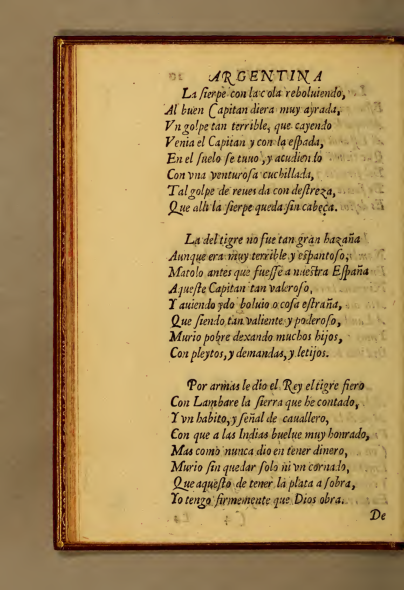 ARGENTINA
La sierpe con la cola reboluiendo,
Al buen Capitan diera muy ayrada,
Vn golpe tan terrible, que cayendo
Venia el Capitan y con la espada,
En el suelo se tuuo, y acudiendo
Con vna venturosa cuchillada,
Tal golpe de reues da con destreza,
Que alli la sierpe queda sin cabeça.
La del tigre no fue tan gran hazaña
Aunque era muy terrible y espantoso,
Matolo antes que fuesse a nuestra España
Aqueste Capitan tan valeroso,
Y auiendo ydo boluio o cosa estraña,
Que siendo tan valiente y poderoso,
Murio pobre dexando muchos hijos,
Con pleytos, y demandas, y letijos.
Por armas le dio el Rey el tigre fiero
Con Lambare la sierra que he contado,
Y vn habito, y señal de cauallero,
Con que a las Indias buelue muy honrado,
Mas como nunca dio en tener dinero,
Murio sin quedar solo ni vn cornado,
Que aquesto de tener la plata a sobra,
Yo tengo firmemente que Dios obra.
De